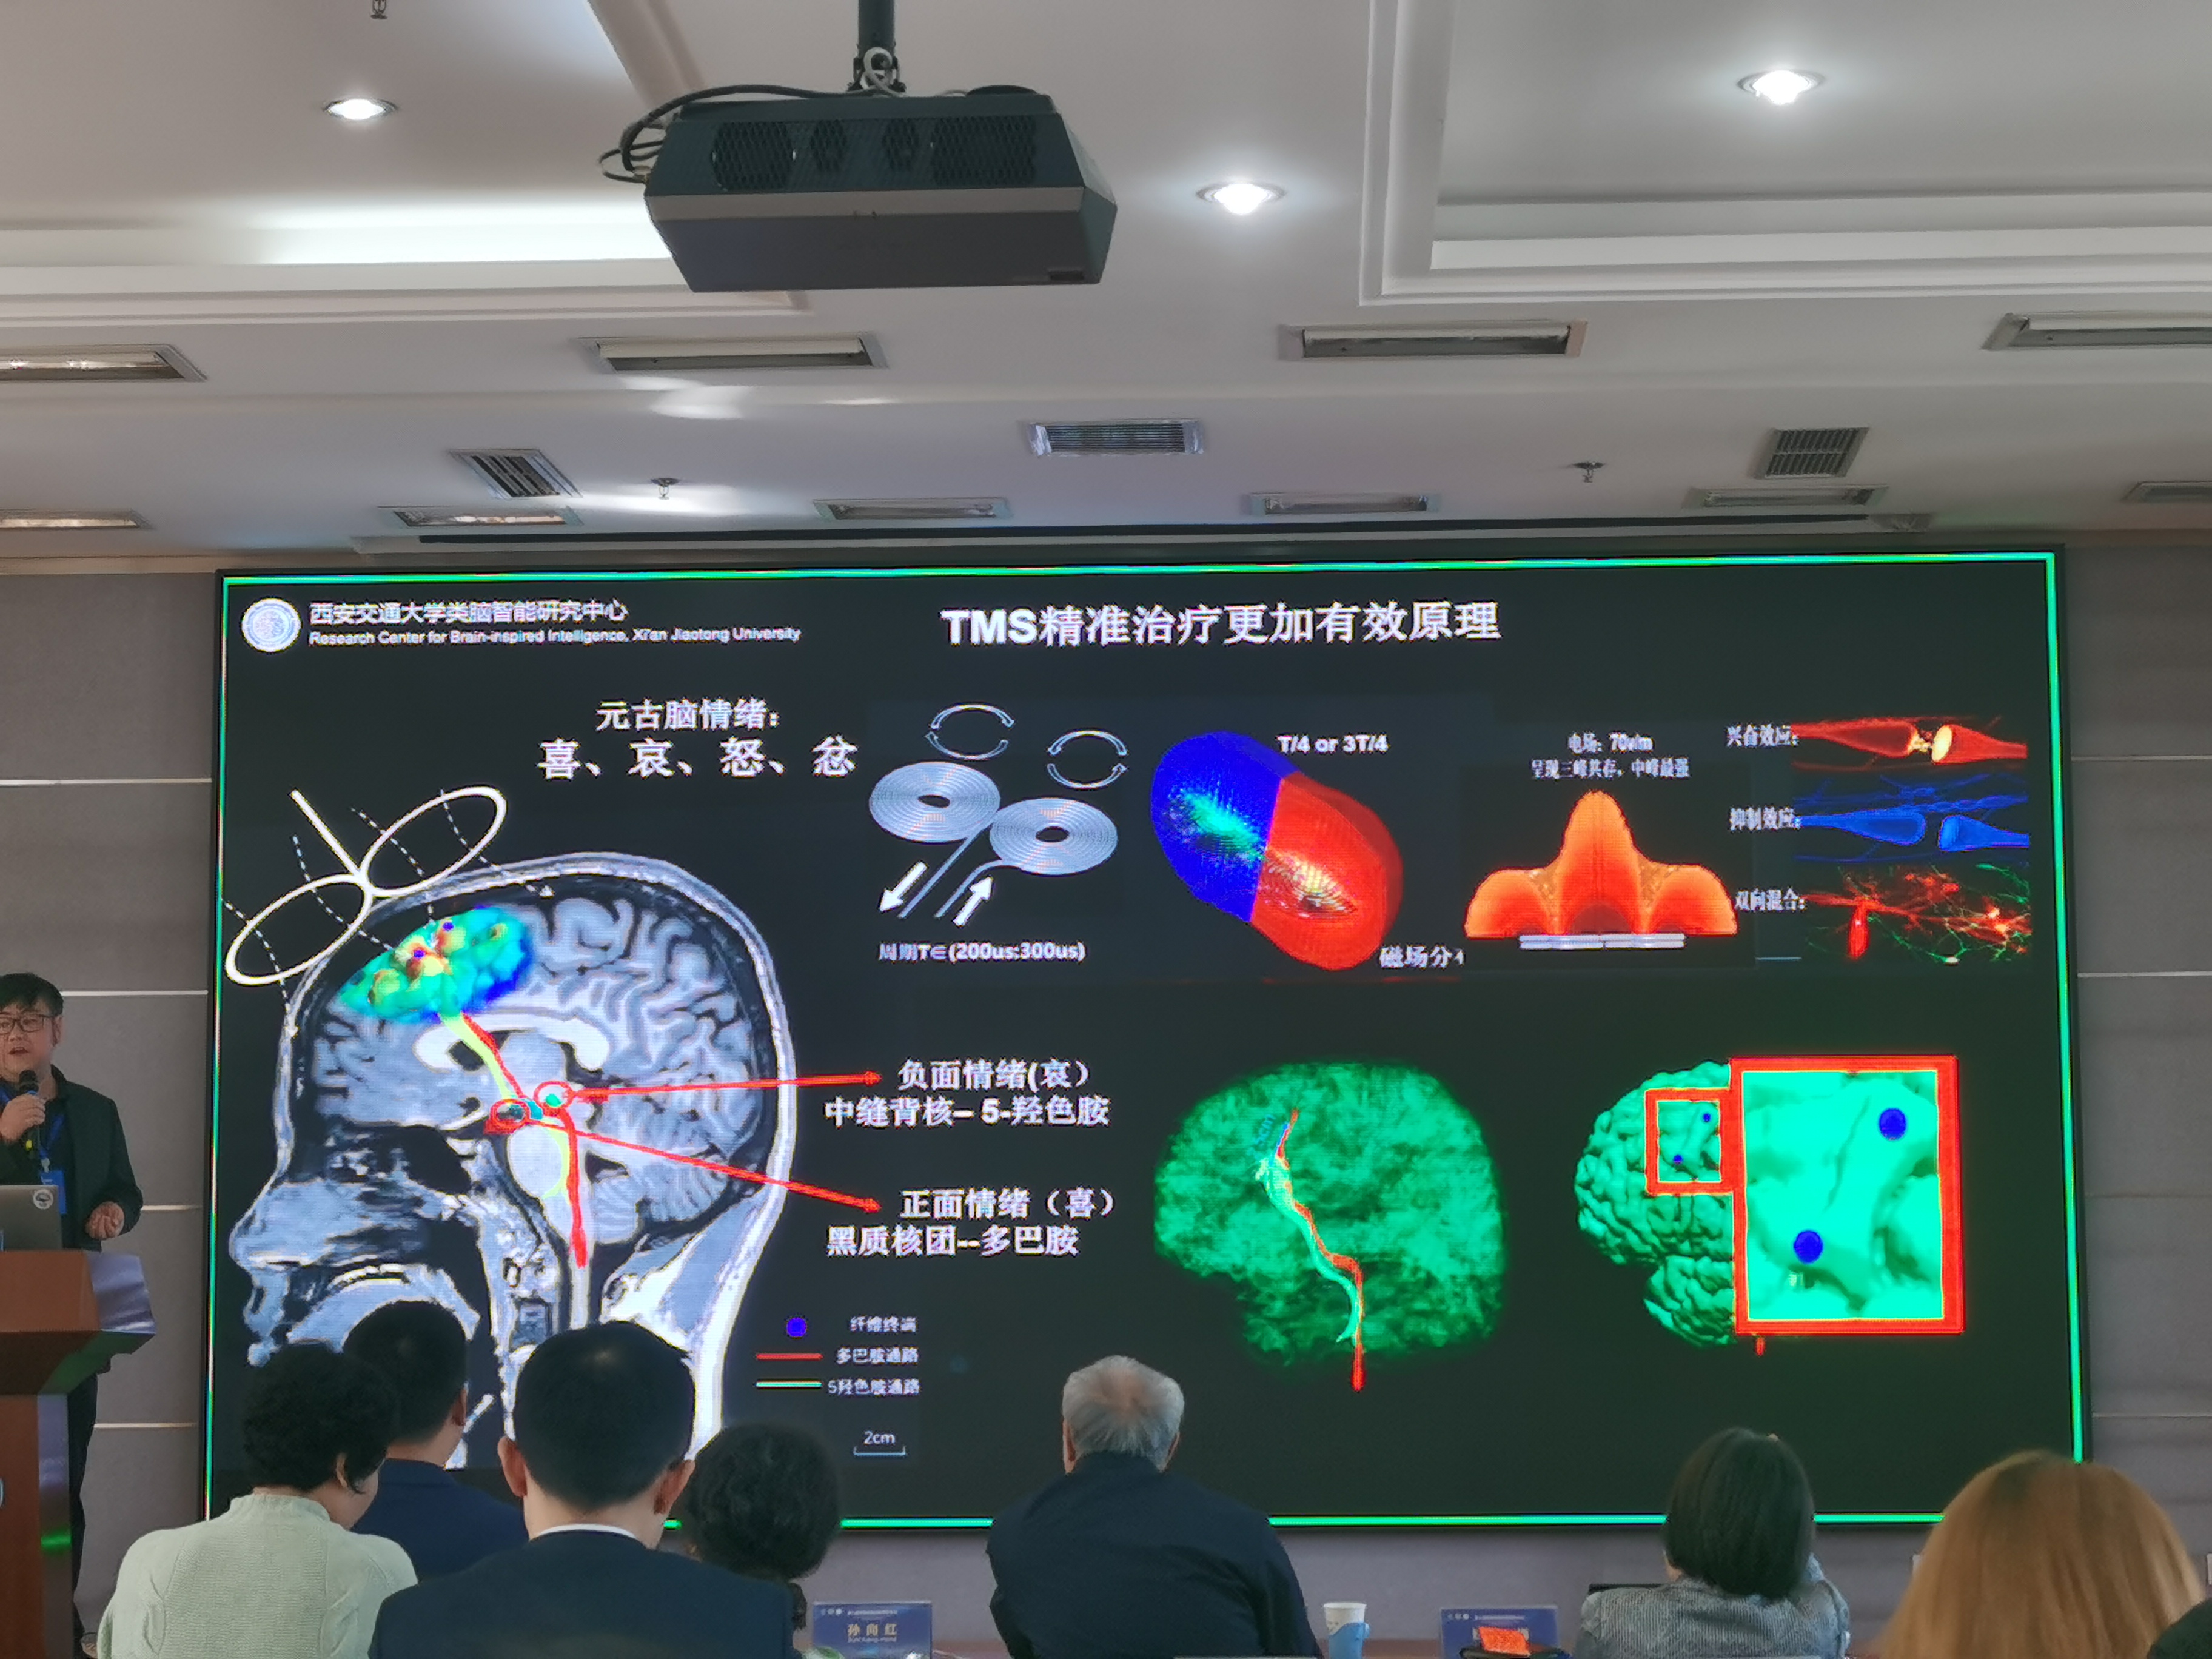 西安交通大学类脑智能研究中心
Research Center for Brain-inspired Intelligence, Xi'an Jiaotong University
TMS精准治疗更加有效原理
元古脑情绪:
喜、哀、怒、忿
T/4 or 3T/4
电场: 70v/m
呈现三峰共存, 中峰最强
兴奋效应:
抑制效应:
双向混合:
周期T∈(200us:300us)
磁场分
负面情绪(哀)
中缝背核– 5-羟色胺
正面情绪（喜）
黑质核团--多巴胺
纤维终端
多巴胺通路
5羟色胺通路
2cm
孙向红